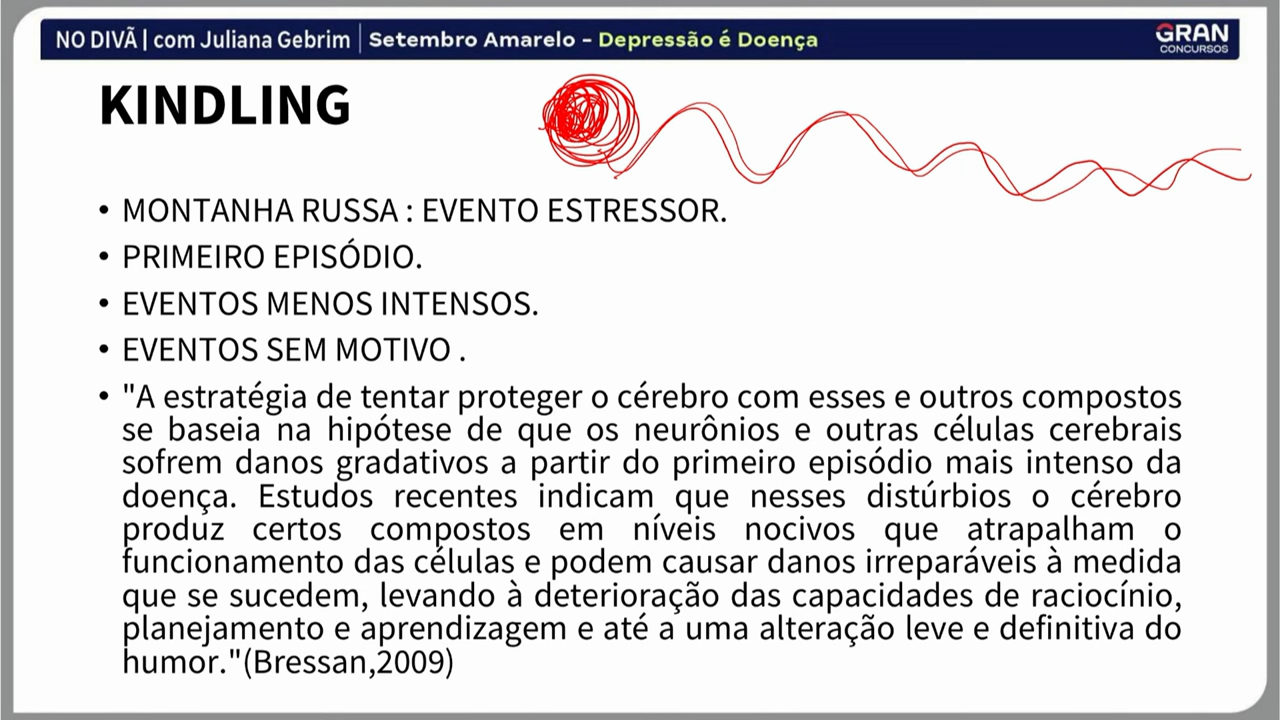 NO DIVÃ | com Juliana Gebrim | Setembro Amarelo – Depressão é Doença
GRAN
CONCURSOS
KINDLING
• MONTANHA RUSSA : EVENTO ESTRESSOR.
• PRIMEIRO EPISÓDIO.
• EVENTOS MENOS INTENSOS.
• EVENTOS SEM MOTIVO .
• "A estratégia de tentar proteger o cérebro com esses e outros compostos
se baseia na hipótese de que os neurônios e outras células cerebrais
sofrem danos gradativos a partir do primeiro episódio mais intenso da
doença. Estudos recentes indicam que nesses distúrbios o cérebro
produz certos compostos em níveis nocivos que atrapalham o
funcionamento das células e podem causar danos irreparáveis à medida
que se sucedem, levando à deterioração das capacidades de raciocínio,
planejamento e aprendizagem e até a uma alteração leve e definitiva do
humor."(Bressan,2009)